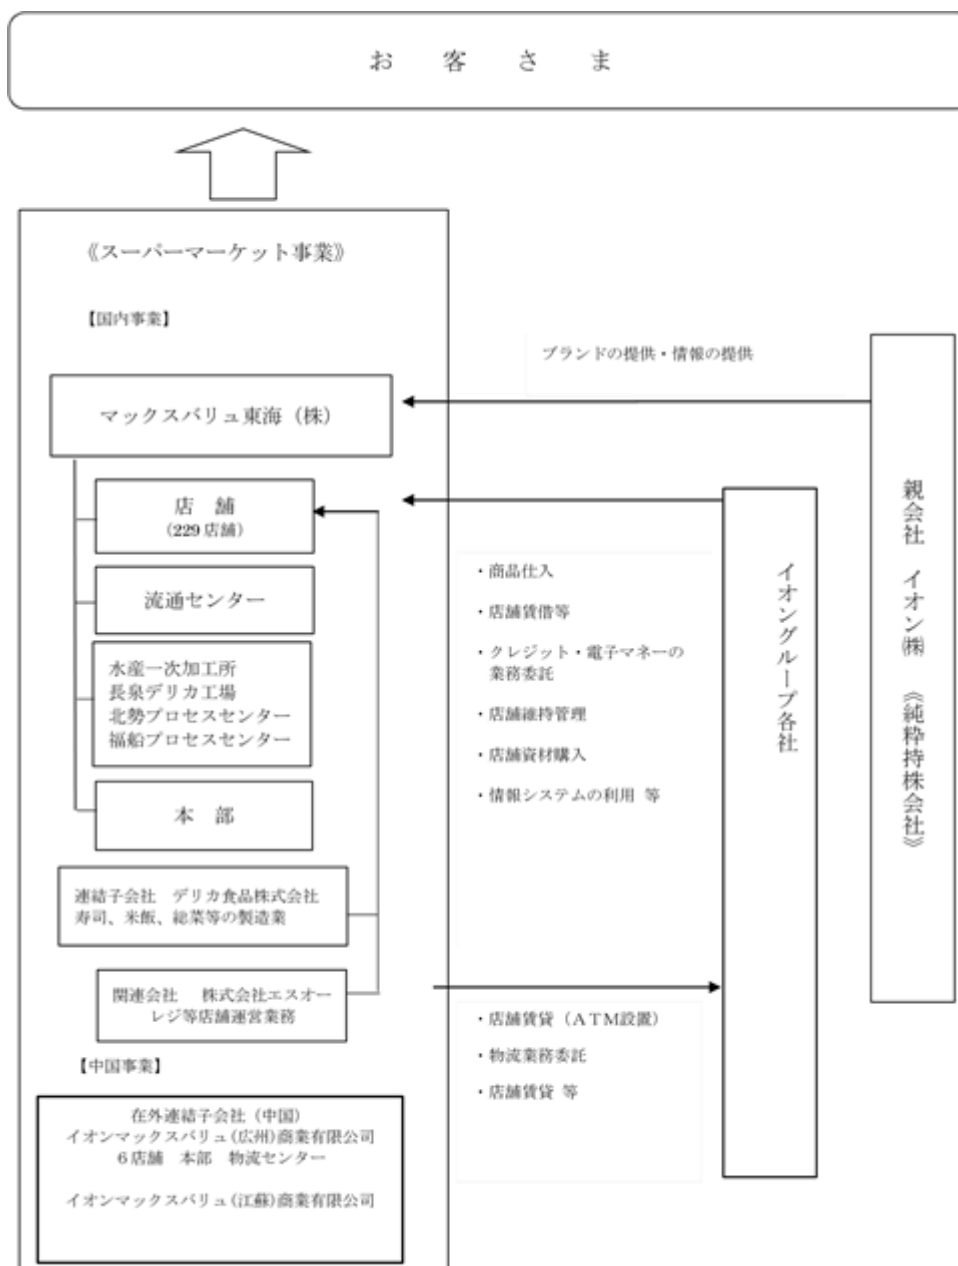 お　客　さ　ま
《スーパーマーケット事業》
【国内事業】
マックスバリュ東海（株）
店　舗
（229店舗）
流通センター
水産一次加工所
長泉デリカ工場
北勢プロセスセンター
福船プロセスセンター
本　部
連結子会社　デリカ食品株式会社
寿司、米飯、総菜等の製造業
関連会社　株式会社エスオー
レジ等店舗運営業務
【中国事業】
在外連結子会社（中国）
イオンマックスバリュ(広州)商業有限公司
6店舗　本部　物流センター
イオンマックスバリュ(江蘇)商業有限公司
ブランドの提供・情報の提供
・商品仕入
・店舗賃借等
・クレジット・電子マネーの
業務委託
・店舗維持管理
・店舗資材購入
・情報システムの利用 等
・店舗賃貸（ATM設置）
・物流業務委託
・店舗賃貸 等
イオングループ各社
親会社　イオン㈱　《純粋持株会社》